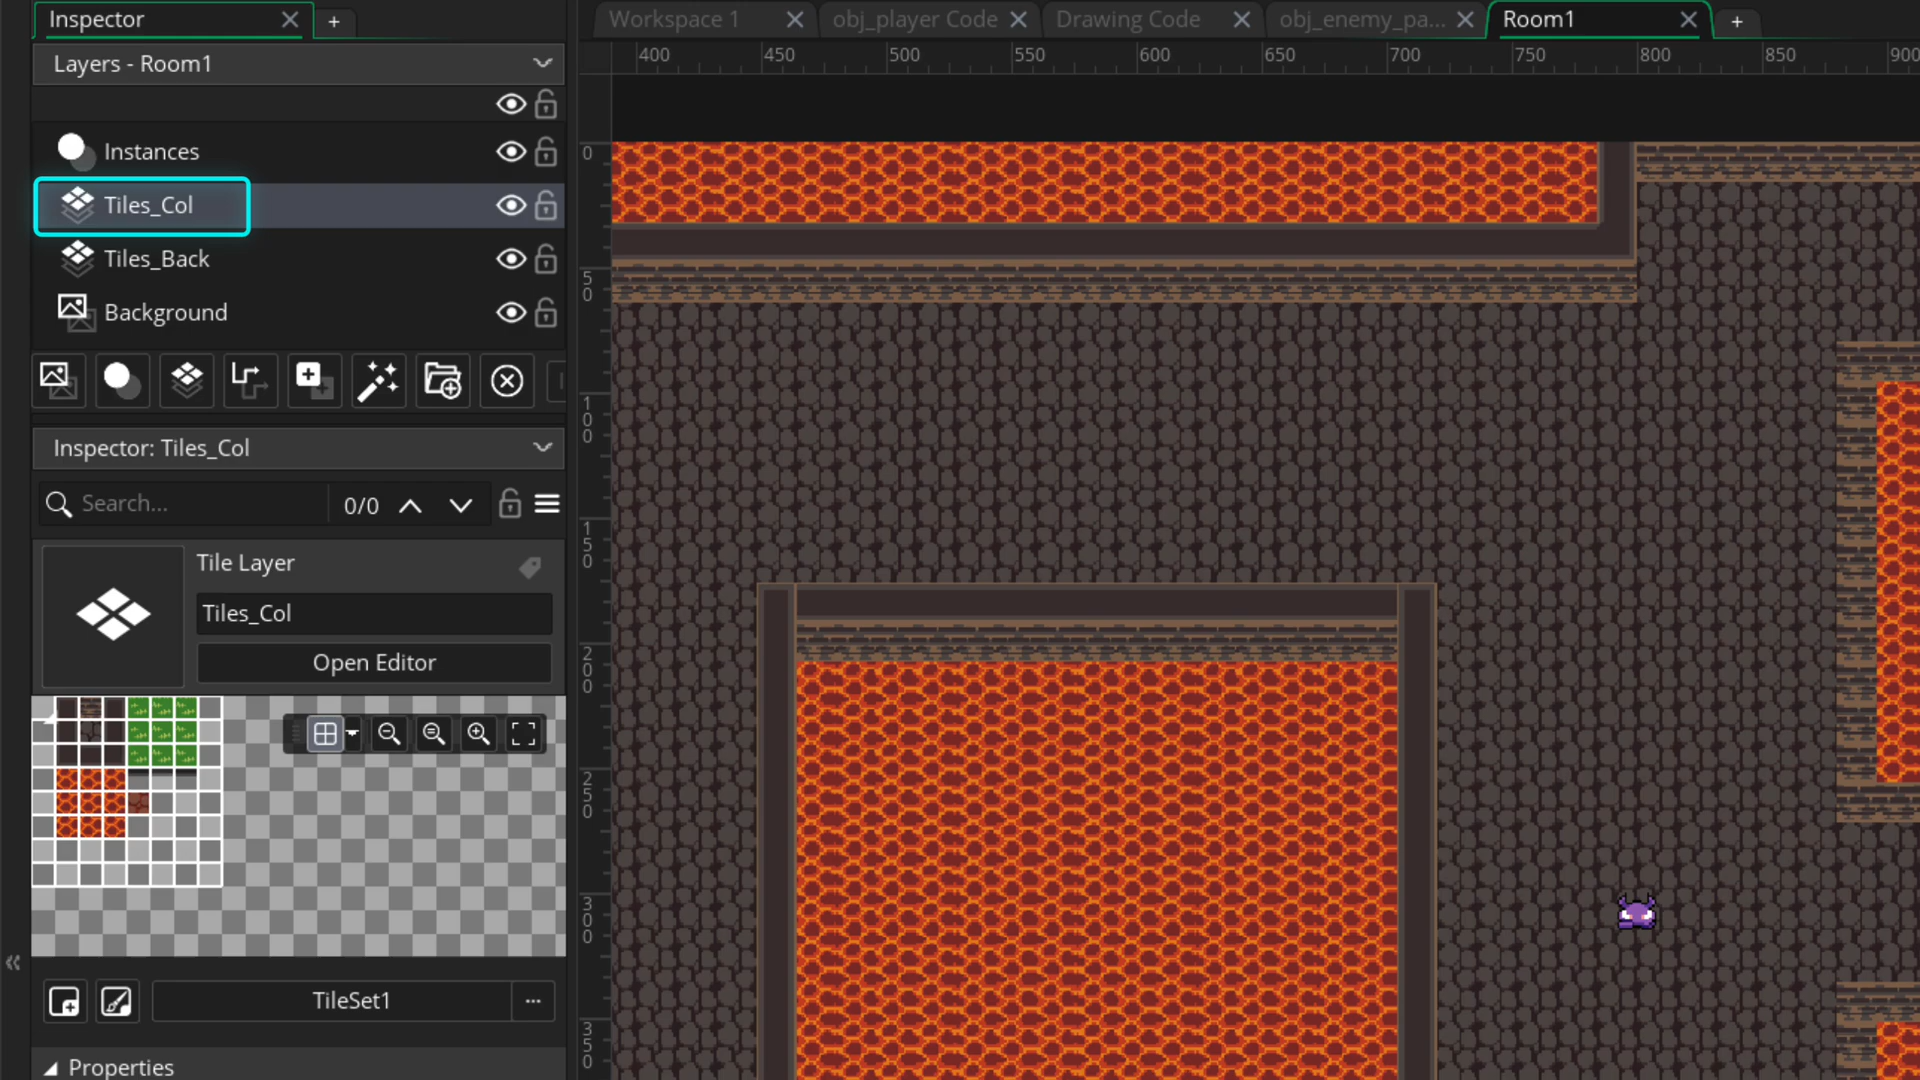 Inspector
Workspace 1
obj_player Code
Drawing Code
obj_enemy_pa...
Room1
Layers - Room1
400 450 500 550 600 650 700 750 800 850 900
Instances
Tiles_Col
Tiles_Back
Background
Inspector: Tiles_Col
Search...
0/0
Tile Layer
Tiles_Col
Open Editor
TileSet1
...
Properties
0
50
100
150
200
250
300
350